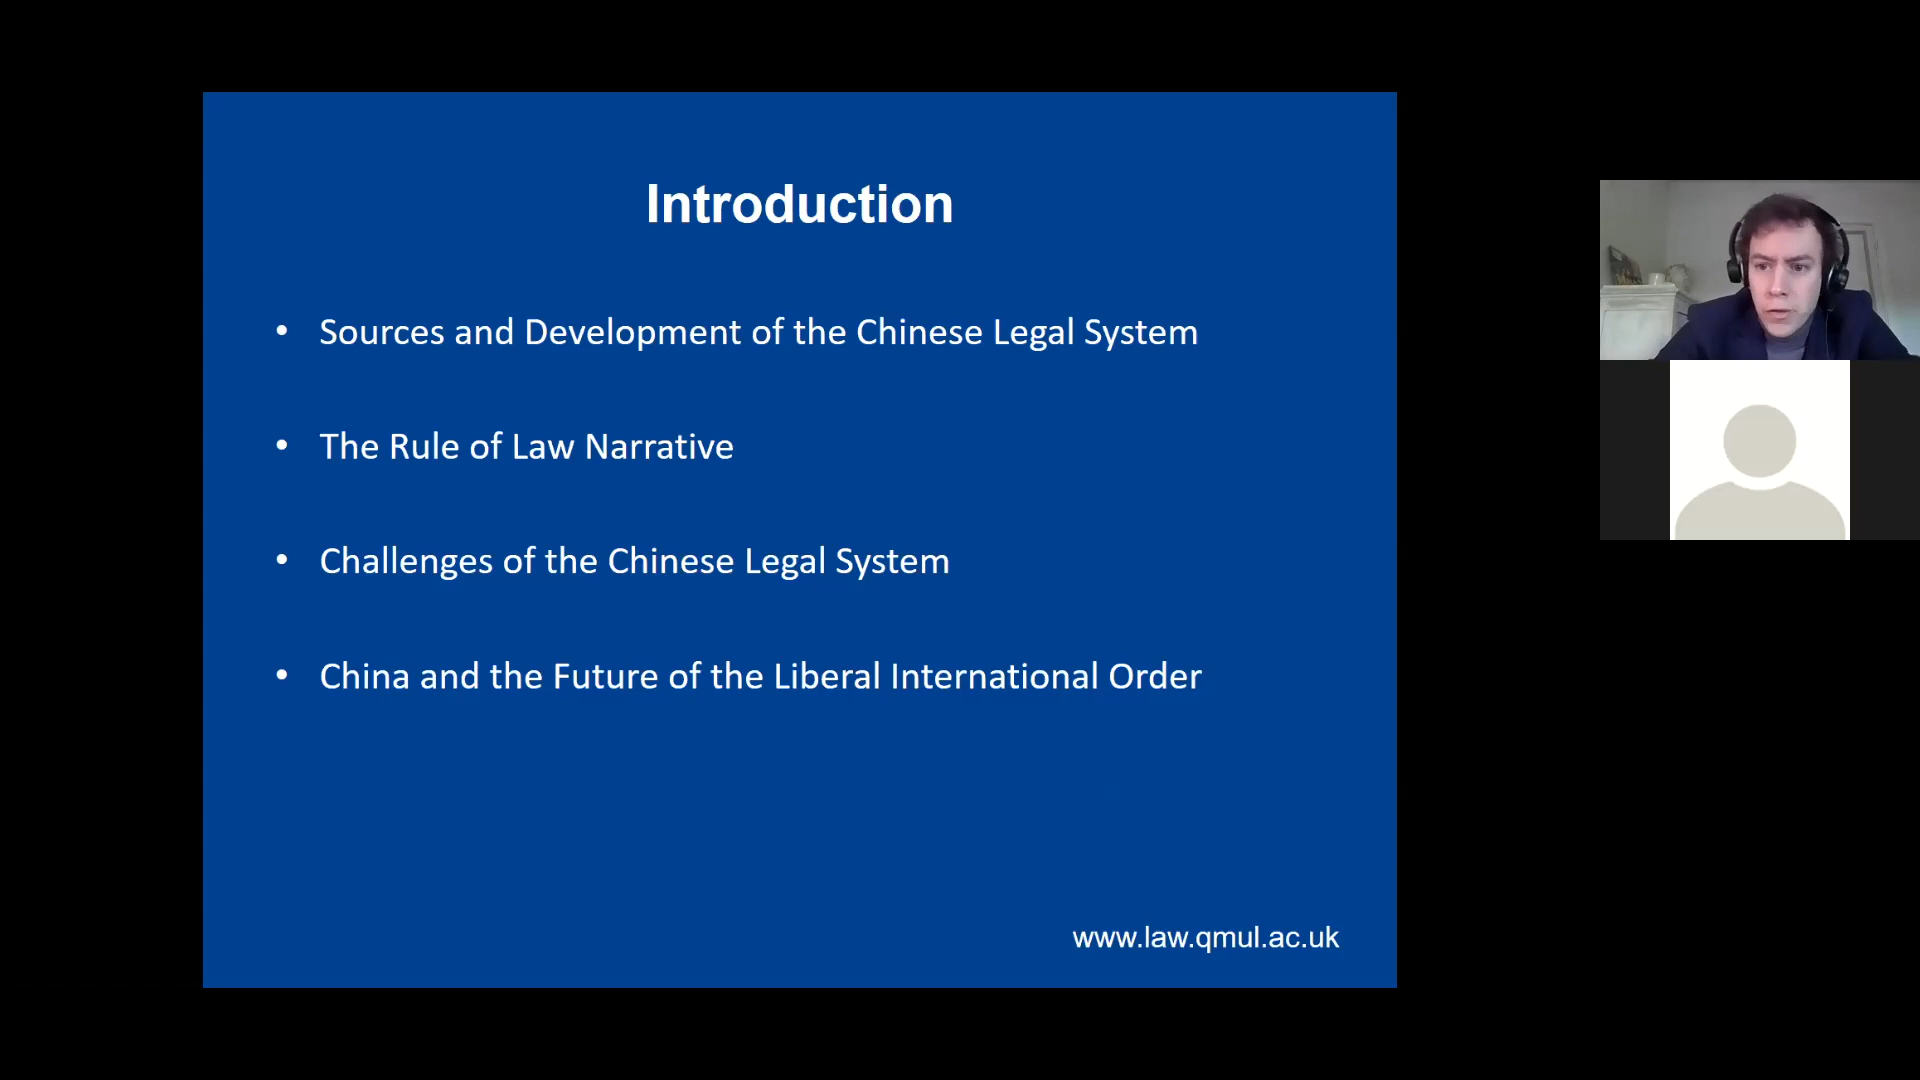 Introduction
• Sources and Development of the Chinese Legal System
• The Rule of Law Narrative
• Challenges of the Chinese Legal System
• China and the Future of the Liberal International Order
www.law.qmul.ac.uk